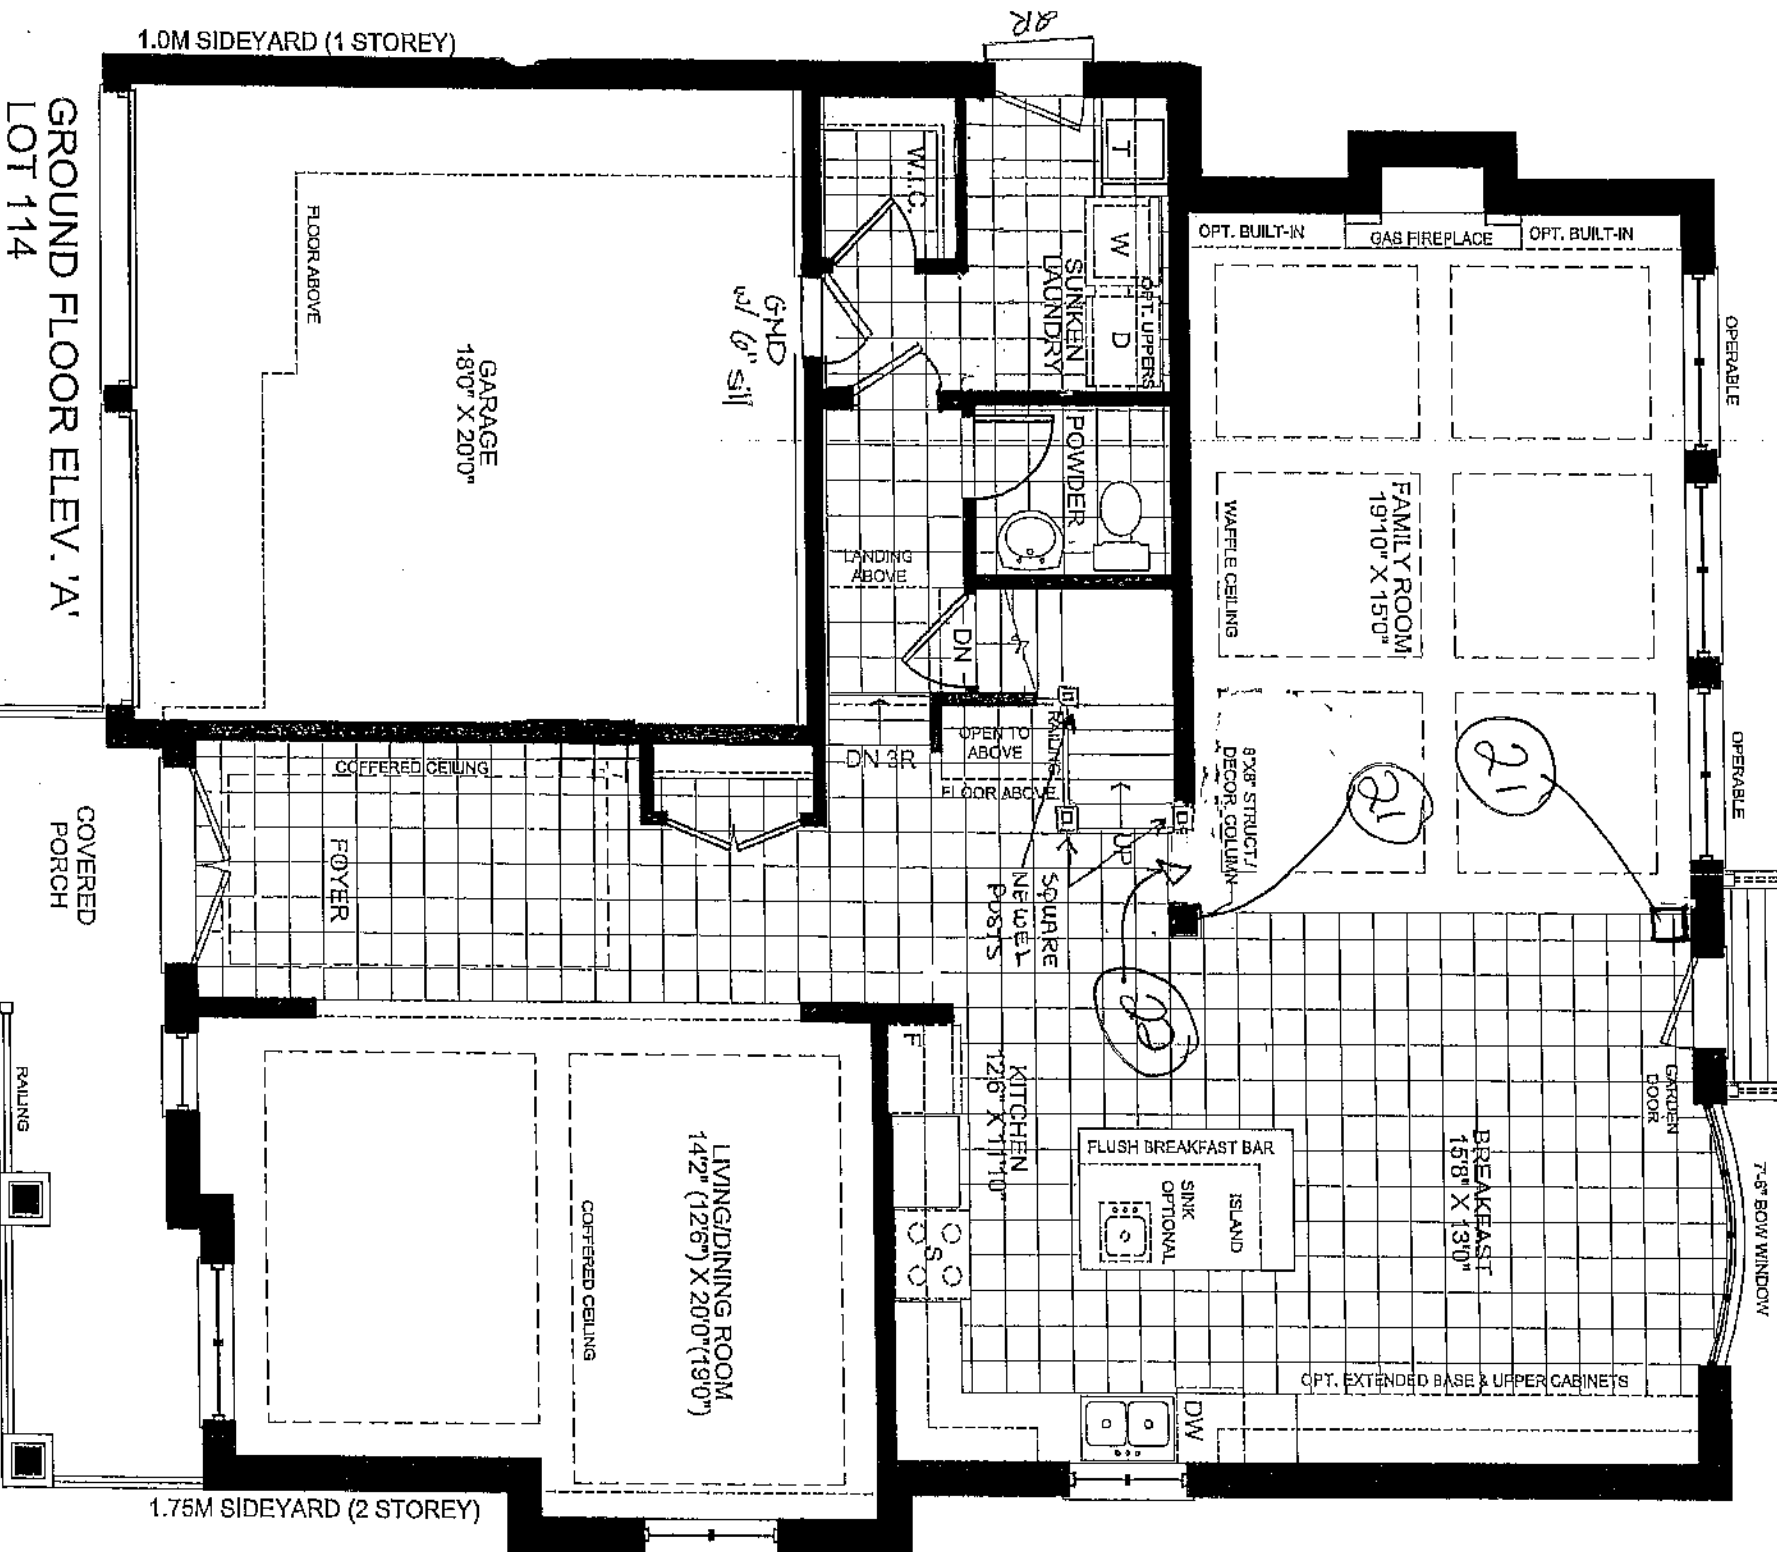 1.0M SIDEYARD (1 STOREY)
2R
GROUND FLOOR ELEV. 'A'
LOT 114
FLOOR ABOVE
GARAGE
18'0" X 20'0"
GMD
w/ 6" sill
W.I.C.
T
W
D
OPT. UPPERS
SUNKEN
LAUNDRY
POWDER
LANDING
ABOVE
DN
DN 3R
OPEN TO
ABOVE
FLOOR ABOVE
RAILING
UP
SQUARE
NEWEL
POSTS
OPT. BUILT-IN
GAS FIREPLACE
OPT. BUILT-IN
FAMILY ROOM
19'10" X 15'0"
WAFFLE CEILING
8"X8" STRUCT./
DECOR. COLUMN
21
21
OPERABLE
OPERABLE
GARDEN
DOOR
7'-6" BOW WINDOW
BREAKFAST
15'8" X 13'0"
KITCHEN
12'6" X 11'10"
F
S
FLUSH BREAKFAST BAR
ISLAND
SINK
OPTIONAL
DW
OPT. EXTENDED BASE & UPPER CABINETS
COFFERED CEILING
FOYER
COVERED
PORCH
RAILING
LIVING/DINING ROOM
14'2" (12'6") X 20'0" (19'0")
COFFERED CEILING
1.75M SIDEYARD (2 STOREY)